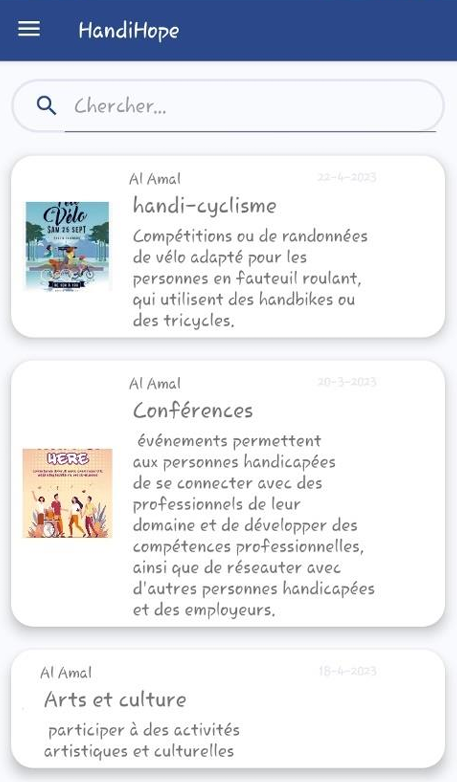 HandiHope
Chercher...
Al Amal
22-4-2023
handi-cyclisme
Compétitions ou de randonnées
de vélo adapté pour les
personnes en fauteuil roulant,
qui utilisent des handbikes ou
des tricycles.
Vélo
SAM 25 SEPT
Al Amal
20-3-2023
Conférences
événements permettent
aux personnes handicapées
de se connecter avec des
professionnels de leur
domaine et de développer des
compétences professionnelles,
ainsi que de réseauter avec
d'autres personnes handicapées
et des employeurs.
HERE
Al Amal
18-4-2023
Arts et culture
participer à des activités
artistiques et culturelles